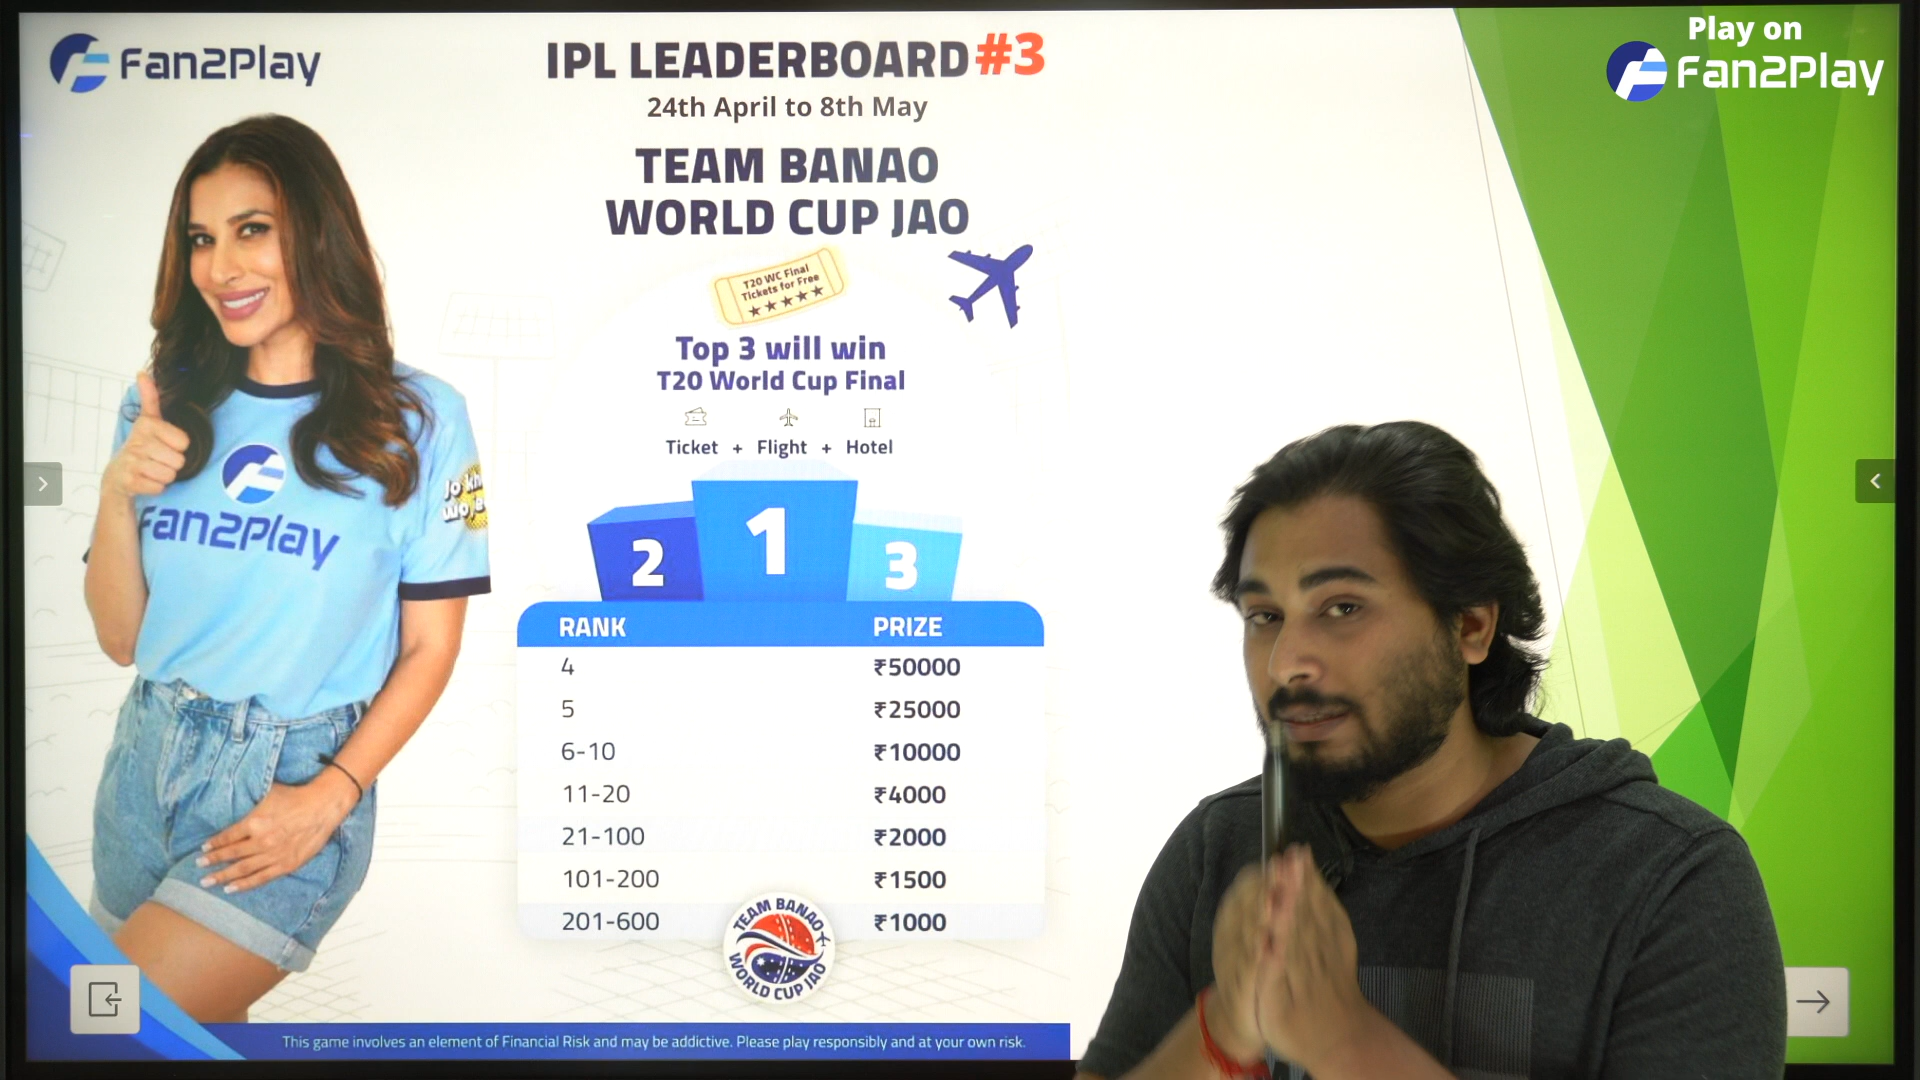 Fan2Play
IPL LEADERBOARD #3
24th April to 8th May
TEAM BANAO
WORLD CUP JAO
T20 WC Final
Tickets for Free
Top 3 will win
T20 World Cup Final
Ticket + Flight + Hotel
2 1 3
RANK PRIZE
4 ₹50000
5 ₹25000
6-10 ₹10000
11-20 ₹4000
21-100 ₹2000
101-200 ₹1500
201-600 ₹1000
TEAM BANAO
WORLD CUP JAO
This game involves an element of Financial Risk and may be addictive. Please play responsibly and at your own risk.
Fan2Play
Jo
Play on
Fan2Play